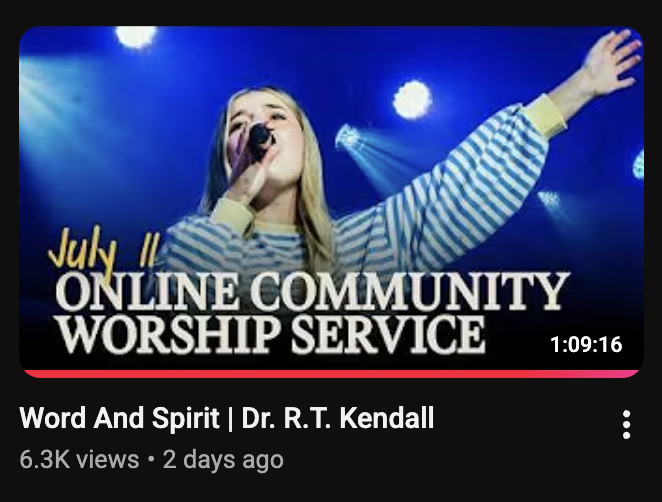 July 11
ONLINE COMMUNITY
WORSHIP SERVICE
1:09:16
Word And Spirit | Dr. R.T. Kendall
6.3K views • 2 days ago